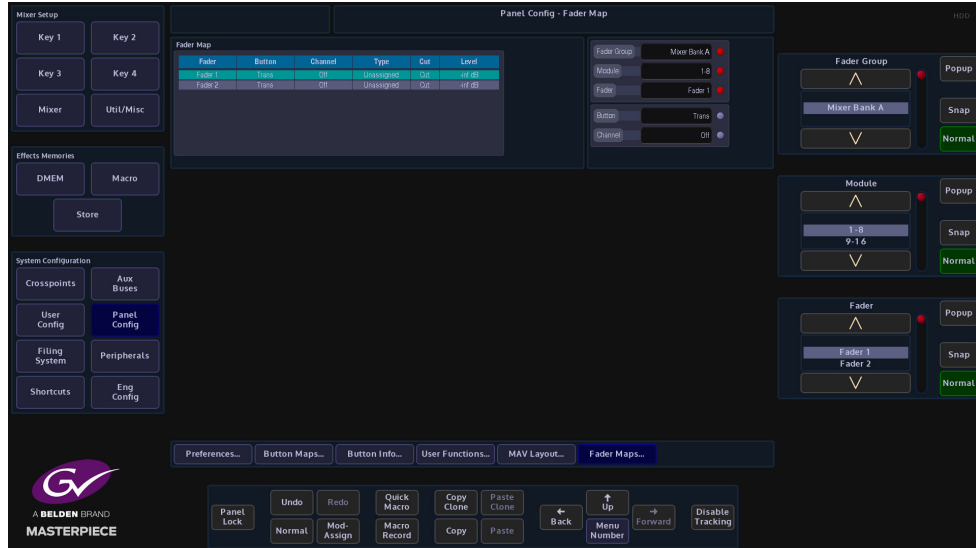 Mixer Setup
Key 1
Key 2
Key 3
Key 4
Mixer
Util/Misc
Effects Memories
DMEM
Macro
Store
System Configuration
Crosspoints
Aux
Buses
User
Config
Panel
Config
Filing
System
Peripherals
Shortcuts
Eng
Config
GV
A BELDEN BRAND
MASTERPIECE
Panel Config - Fader Map
HDD
Fader Map
Fader Button Channel Type Cut Level
Fader 1 Trans Off Unassigned Cut -inf dB
Fader 2 Trans Off Unassigned Cut -inf dB
Fader Group Mixer Bank A
Module 1-8
Fader Fader 1
Button Trans
Channel Off
Fader Group
Mixer Bank A
Popup
Snap
Normal
Module
1-8
9-16
Popup
Snap
Normal
Fader
Fader 1
Fader 2
Popup
Snap
Normal
Preferences...
Button Maps...
Button Info...
User Functions...
MAV Layout...
Fader Maps...
Panel
Lock
Undo
Redo
Normal
Mod-
Assign
Quick
Macro
Macro
Record
Copy
Clone
Paste
Clone
Copy
Paste
Back
Up
Menu
Number
Forward
Disable
Tracking